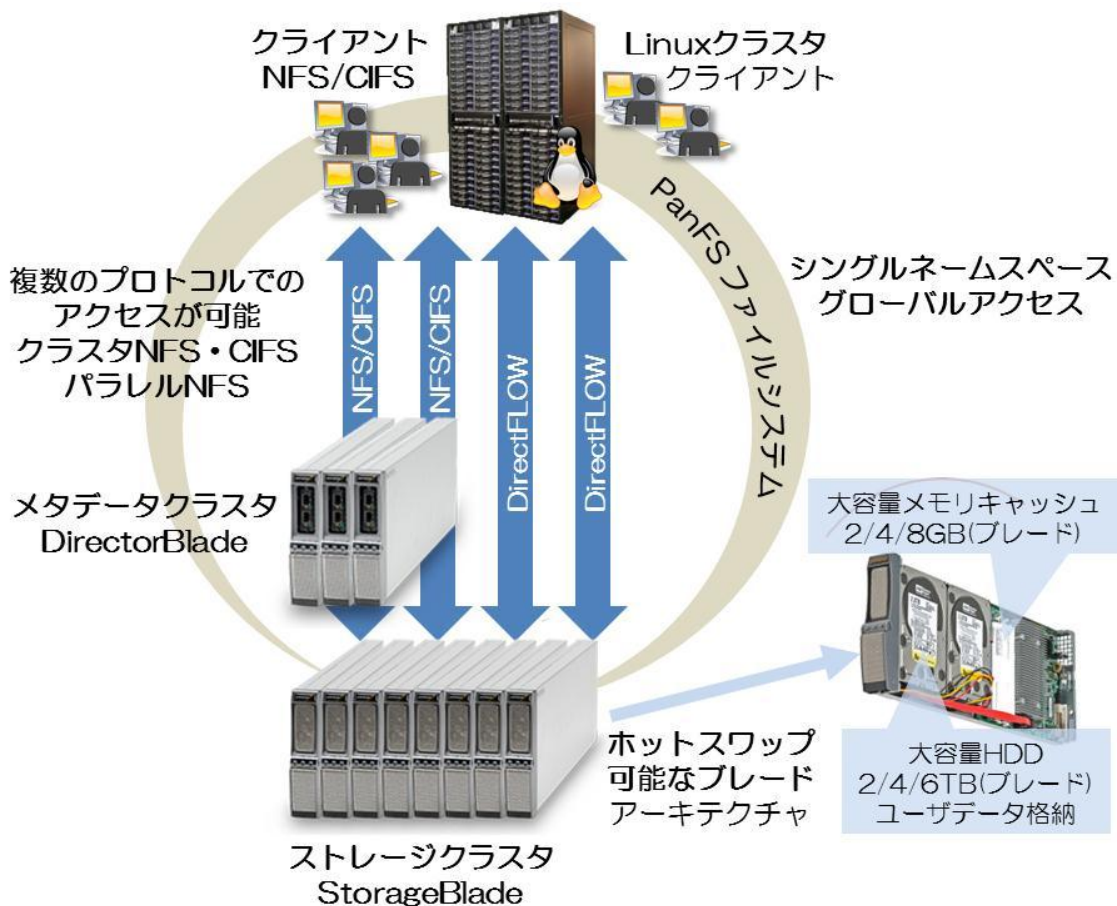 クライアント
NFS/CIFS
Linuxクラスタ
クライアント
PanFS ファイルシステム
複数のプロトコルでの
アクセスが可能
クラスタNFS・CIFS
パラレルNFS
シングルネームスペース
グローバルアクセス
NFS/CIFS
NFS/CIFS
DirectFLOW
DirectFLOW
メタデータクラスタ
DirectorBlade
大容量メモリキャッシュ
2/4/8GB(ブレード)
大容量HDD
2/4/6TB(ブレード)
ユーザデータ格納
ホットスワップ
可能なブレード
アーキテクチャ
ストレージクラスタ
StorageBlade